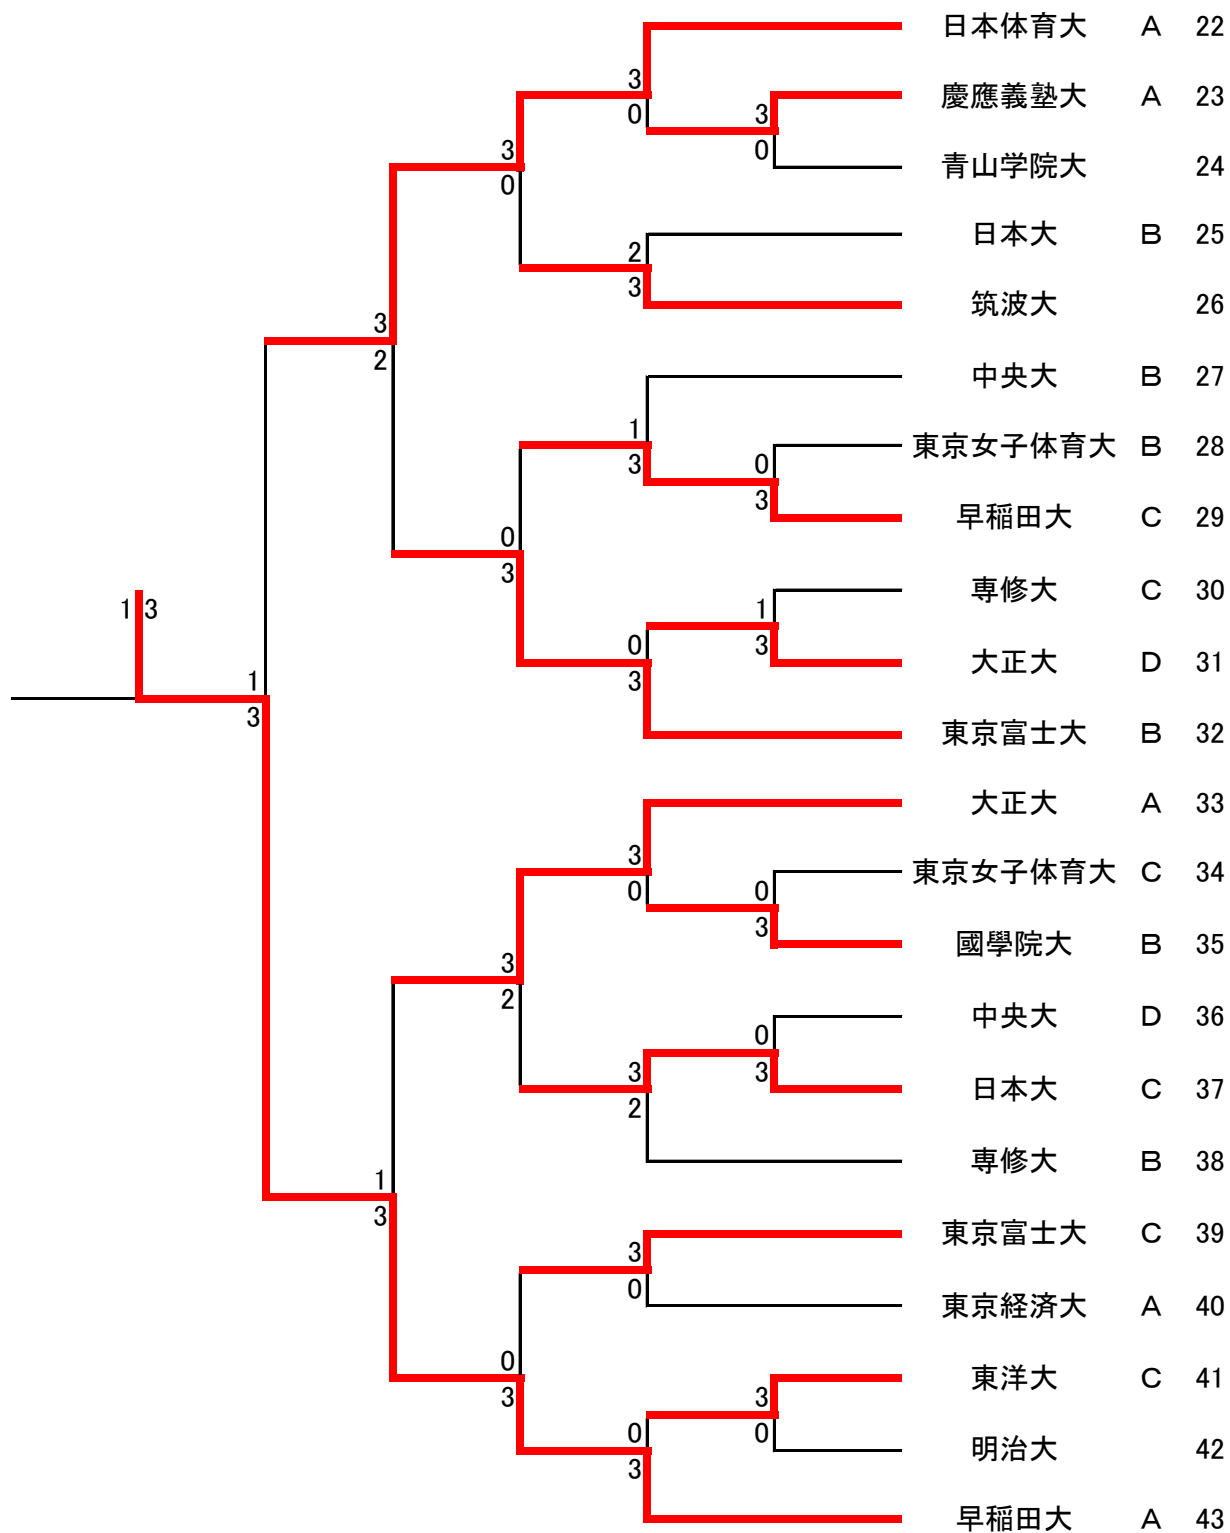 日本体育大 A 22
3
0
慶應義塾大 A 23
3
0
青山学院大 24
3
0
日本大 B 25
2
3
筑波大 26
3
2
中央大 B 27
1
3
東京女子体育大 B 28
0
3
早稲田大 C 29
0
3
専修大 C 30
1 3
1
3
大正大 D 31
0
3
1
3
東京富士大 B 32
大正大 A 33
3
0
東京女子体育大 C 34
0
3
國學院大 B 35
3
2
中央大 D 36
0
3
日本大 C 37
3
2
専修大 B 38
1
3
東京富士大 C 39
3
0
東京経済大 A 40
0
3
東洋大 C 41
3
0
明治大 42
0
3
早稲田大 A 43